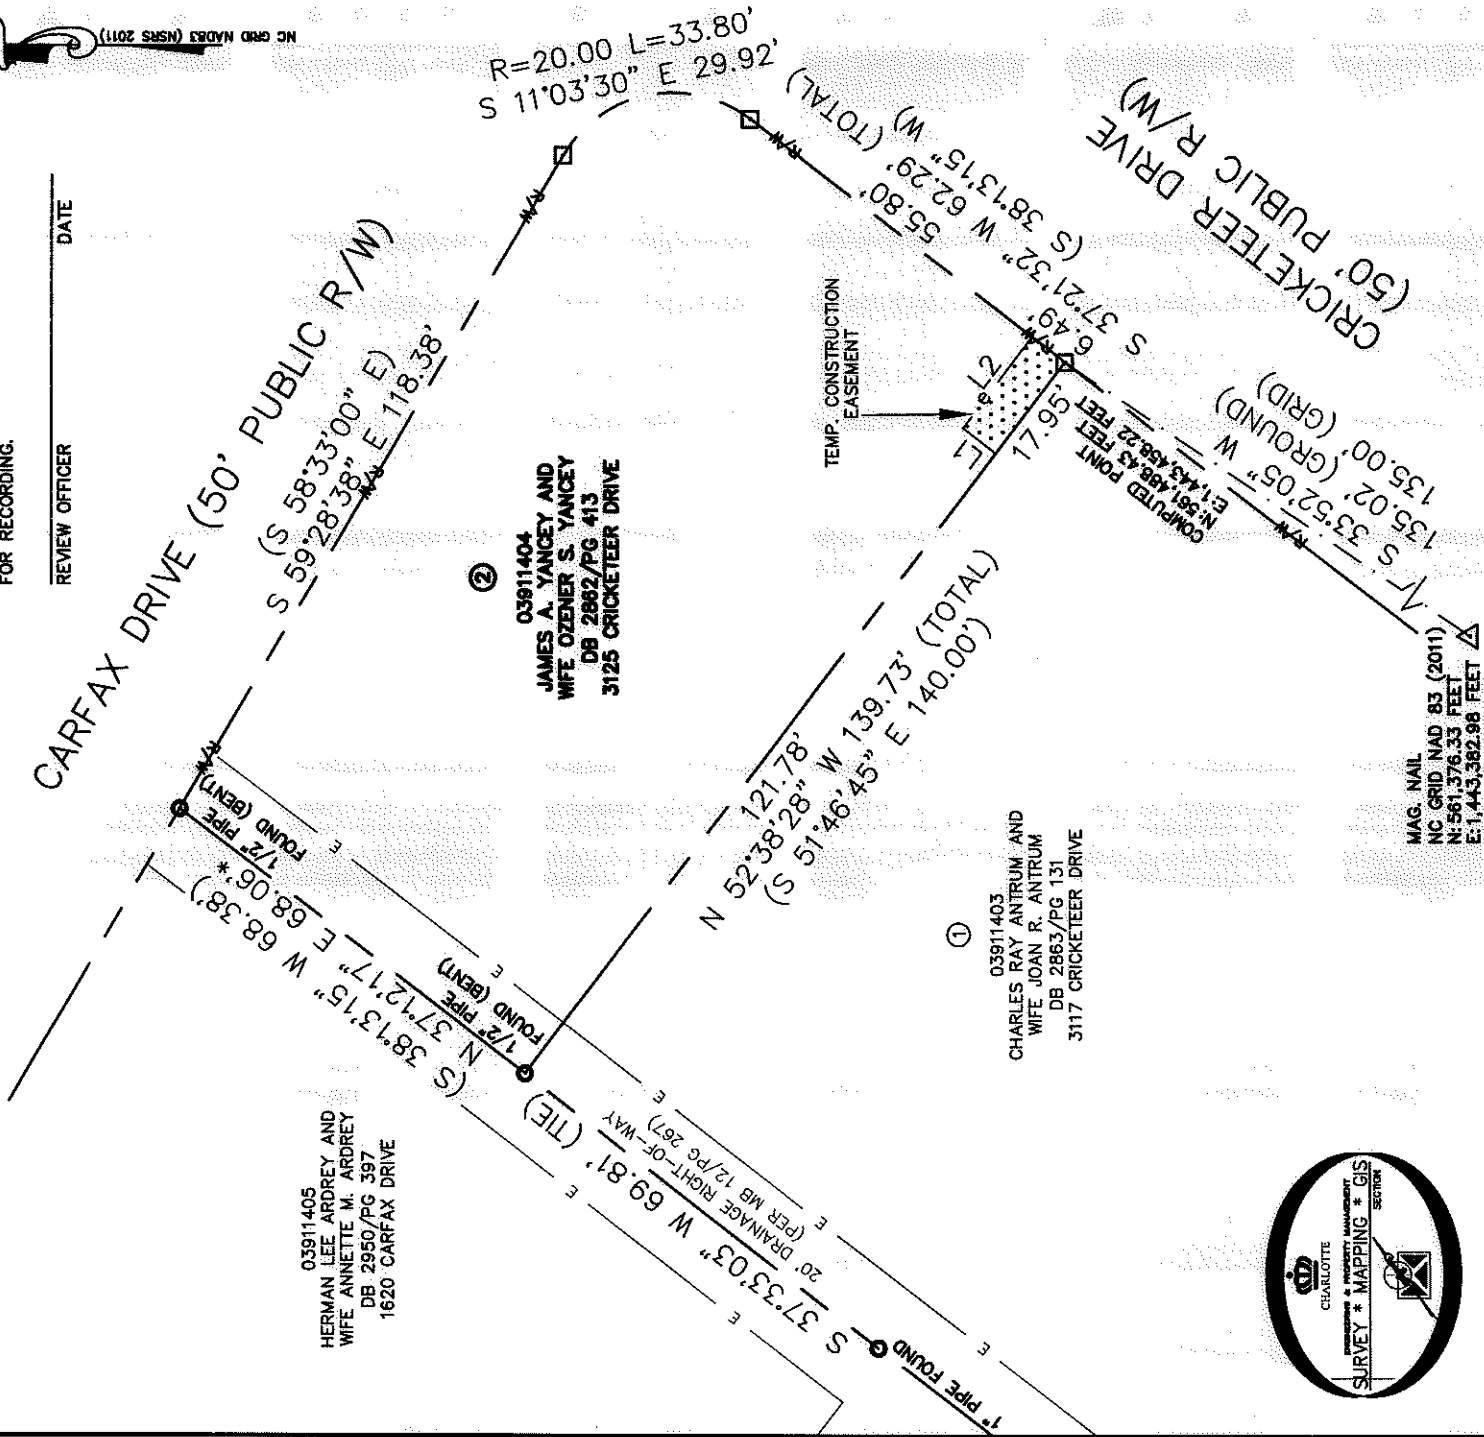 NC GRID NAD83 (NSRS 2011)
FOR RECORDING.
REVIEW OFFICER
DATE
R=20.00 L=33.80'
S 11°03'30" E 29.92'
CARFAX DRIVE (50' PUBLIC R/W)
(S 58°33'00" E)
S 59°28'38" E 118.38'
R/W
R/W
R/W
R/W
CRICKETEER DRIVE
(50' PUBLIC R/W)
(TOTAL)
55.80'
S 37°21'32" W 62.29'
(S 38°13'15" W)
6.49'
R/W
TEMP. CONSTRUCTION
EASEMENT
L1
L2
17.95'
COMPUTED POINT
N:561,488.43 FEET
E:1,443,458.22 FEET
R/W
S 33°52'05" W
135.02' (GROUND)
135.00' (GRID)
MAG. NAIL
NC GRID NAD 83 (2011)
N:561,376.33 FEET
E:1,443,382.98 FEET
2
03911404
JAMES A. YANCEY AND
WIFE OZENER S. YANCEY
DB 2862/PG 413
3125 CRICKETEER DRIVE
121.78'
N 52°38'28" W 139.73' (TOTAL)
(S 51°46'45" E 140.00')
1
03911403
CHARLES RAY ANTRUM AND
WIFE JOAN R. ANTRUM
DB 2863/PG 131
3117 CRICKETEER DRIVE
1/2" PIPE
FOUND (BENT)
N 37°12'17" E 68.06'*
(S 38°13'15" W 68.38')
1/2" PIPE
FOUND (BENT)
E
E
E
E
E
E
E
E
S 37°33'03" W 69.81' (TIE)
20' DRAINAGE RIGHT-OF-WAY
(PER MB 12/PG 267)
1" PIPE FOUND
03911405
HERMAN LEE ARDREY AND
WIFE ANNETTE M. ARDREY
DB 2950/PG 397
1620 CARFAX DRIVE
CHARLOTTE
ENGINEERING & PROPERTY MANAGEMENT
SURVEY * MAPPING * GIS
SECTION